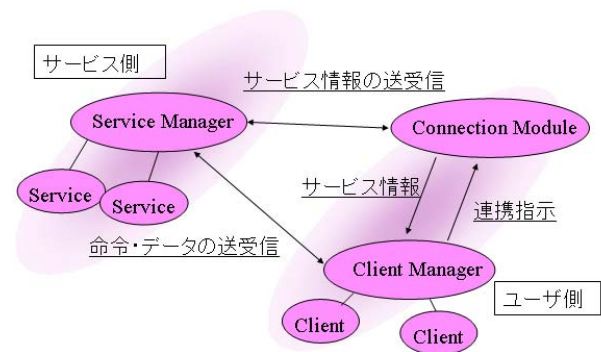 サービス側
サービス情報の送受信
Service Manager
Connection Module
Service
Service
サービス情報
連携指示
命令・データの送受信
Client Manager
ユーザ側
Client
Client